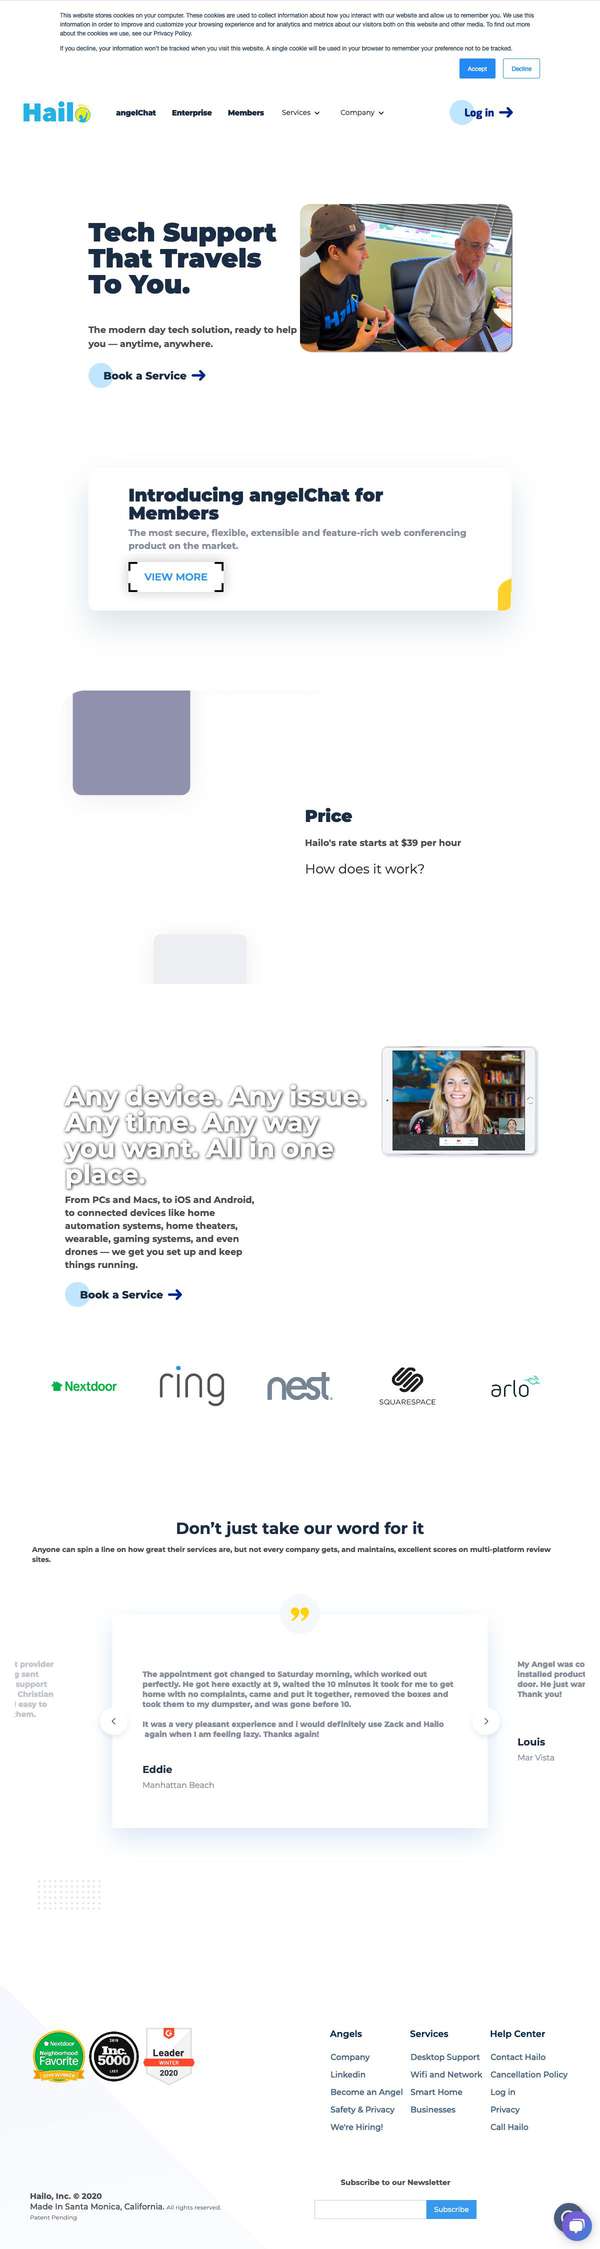 This website stores cookies on your computer. These cookies are used to collect information about how you interact with our website and allow us to remember you. We use this
information in order to improve and customize your browsing experience and for analytics and metrics about our visitors both on this website and other media. To find out more
about the cookies we use, see our Privacy Policy.
If you decline, your information won't be tracked when you visit this website. A single cookie will be used in your browser to remember your preference not to be tracked.
Accept Decline
Hailo angelChat Enterprise Members Services Company Log in
Tech Support
That Travels
To You.
The modern day tech solution, ready to help
you — anytime, anywhere.
Book a Service
Introducing angelChat for
Members
The most secure, flexible, extensible and feature-rich web conferencing
product on the market.
VIEW MORE
Price
Hailo's rate starts at $39 per hour
How does it work?
Any device. Any issue.
Any time. Any way
you want. All in one
place.
From PCs and Macs, to iOS and Android,
to connected devices like home
automation systems, home theaters,
wearable, gaming systems, and even
drones — we get you set up and keep
things running.
Book a Service
Nextdoor ring nest SQUARESPACE arlo
Don't just take our word for it
Anyone can spin a line on how great their services are, but not every company gets, and maintains, excellent scores on multi-platform review
sites.
t provider
g sent
support
Christian
easy to
hem.
The appointment got changed to Saturday morning, which worked out
perfectly. He got here exactly at 9, waited the 10 minutes it took for me to get
home with no complaints, came and put it together, removed the boxes and
took them to my dumpster, and was gone before 10.
It was a very pleasant experience and i would definitely use Zack and Hailo
again when I am feeling lazy. Thanks again!
Eddie
Manhattan Beach
My Angel was co
installed product
door. He just war
Thank you!
Louis
Mar Vista
Nextdoor
Neighborhood
Favorite
2019
Inc.
5000
LIST
Leader
WINTER
2020
Angels Services Help Center
Company Desktop Support Contact Hailo
Linkedin Wifi and Network Cancellation Policy
Become an Angel Smart Home Log in
Safety & Privacy Businesses Privacy
We're Hiring! Call Hailo
Subscribe to our Newsletter
Subscribe
Hailo, Inc. © 2020
Made In Santa Monica, California. All rights reserved.
Patent Pending